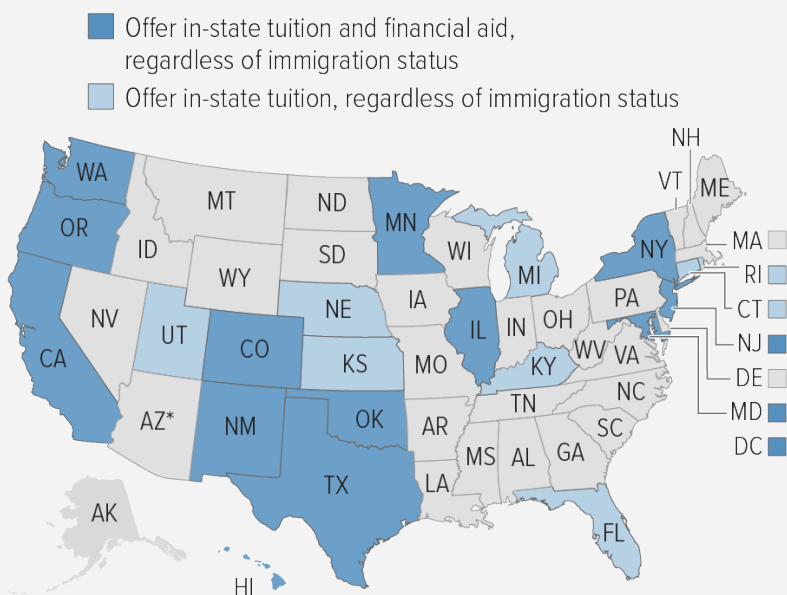 Offer in-state tuition and financial aid,
regardless of immigration status
Offer in-state tuition, regardless of immigration status
NH
WA
VT
ME
MT
ND
MN
OR
MA
ID
SD
WI
NY
RI
WY
MI
CT
IA
PA
NE
NV
UT
IL
IN
OH
NJ
CO
CA
KS
MO
WV
VA
KY
DE
NC
MD
TN
AZ*
NM
OK
AR
SC
DC
MS
AL
GA
LA
TX
AK
FL
HI